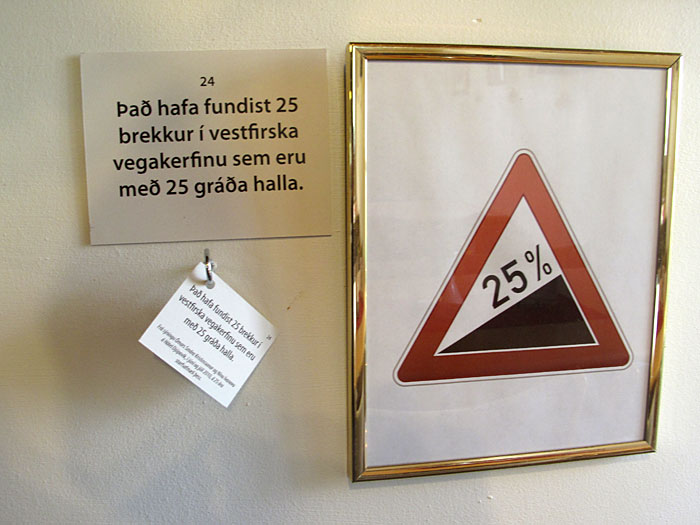 24
Það hafa fundist 25
brekkur í vestfirska
vegakerfinu sem eru
með 25 gráða halla.
24
Það hafa fundist 25 brekkur í
vestfirska vegakerfinu sem eru
með 25 gráða halla.
25%